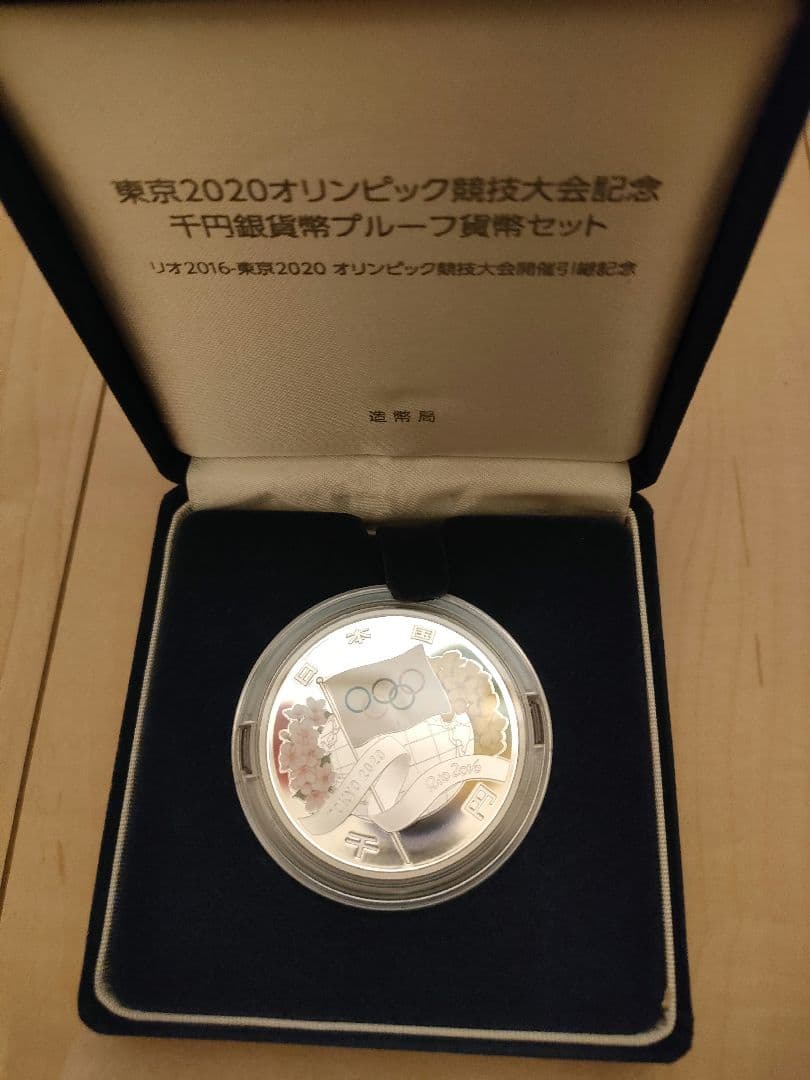 東京2020オリンピック競技大会記念
千円銀貨幣プルーフ貨幣セット
リオ2016-東京2020 オリンピック競技大会開催引継記念
造幣局
日本国
TOKYO 2020
RIO 2016
千円